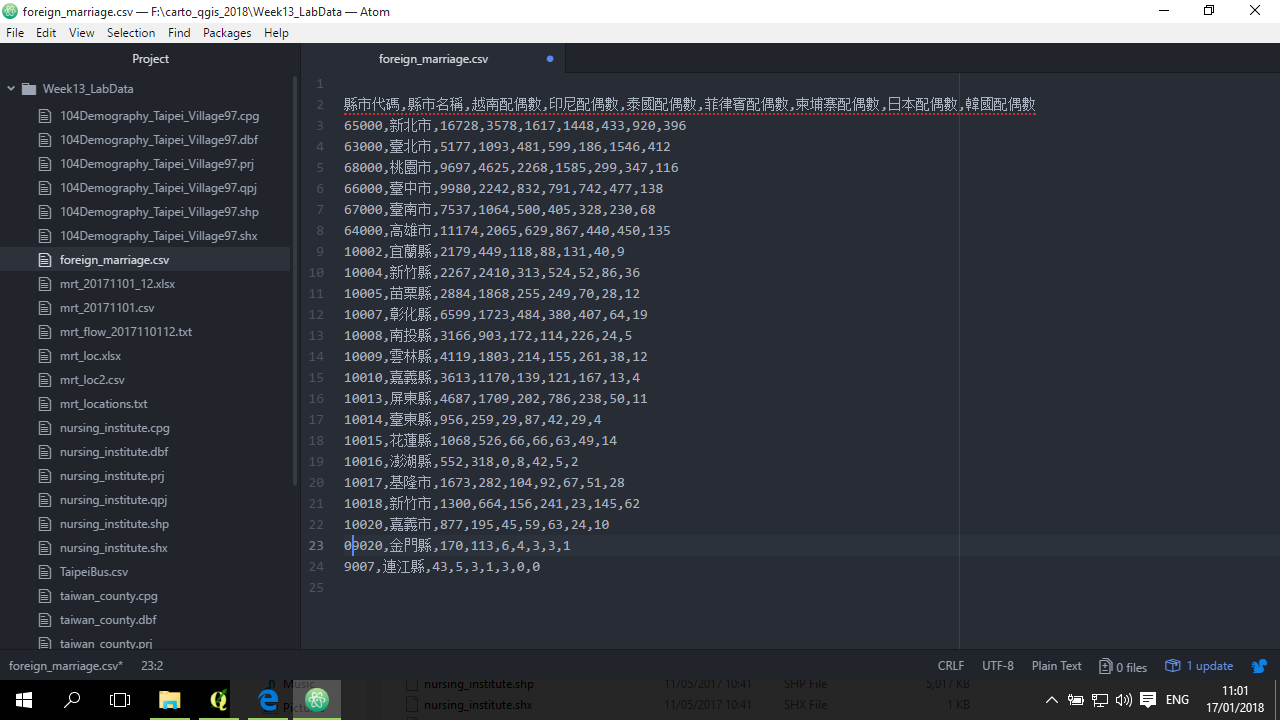 foreign_marriage.csv — F:\carto_qgis_2018\Week13_LabData — Atom
File Edit View Selection Find Packages Help
Project
Week13_LabData
104Demography_Taipei_Village97.cpg
104Demography_Taipei_Village97.dbf
104Demography_Taipei_Village97.prj
104Demography_Taipei_Village97.qpj
104Demography_Taipei_Village97.shp
104Demography_Taipei_Village97.shx
foreign_marriage.csv
mrt_20171101_12.xlsx
mrt_20171101.csv
mrt_flow_2017110112.txt
mrt_loc.xlsx
mrt_loc2.csv
mrt_locations.txt
nursing_institute.cpg
nursing_institute.dbf
nursing_institute.prj
nursing_institute.qpj
nursing_institute.shp
nursing_institute.shx
TaipeiBus.csv
taiwan_county.cpg
taiwan_county.dbf
taiwan_county.prj
foreign_marriage.csv
1
2 縣市代碼,縣市名稱,越南配偶數,印尼配偶數,泰國配偶數,菲律賓配偶數,柬埔寨配偶數,日本配偶數,韓國配偶數
3 65000,新北市,16728,3578,1617,1448,433,920,396
4 63000,臺北市,5177,1093,481,599,186,1546,412
5 68000,桃園市,9697,4625,2268,1585,299,347,116
6 66000,臺中市,9980,2242,832,791,742,477,138
7 67000,臺南市,7537,1064,500,405,328,230,68
8 64000,高雄市,11174,2065,629,867,440,450,135
9 10002,宜蘭縣,2179,449,118,88,131,40,9
10 10004,新竹縣,2267,2410,313,524,52,86,36
11 10005,苗栗縣,2884,1868,255,249,70,28,12
12 10007,彰化縣,6599,1723,484,380,407,64,19
13 10008,南投縣,3166,903,172,114,226,24,5
14 10009,雲林縣,4119,1803,214,155,261,38,12
15 10010,嘉義縣,3613,1170,139,121,167,13,4
16 10013,屏東縣,4687,1709,202,786,238,50,11
17 10014,臺東縣,956,259,29,87,42,29,4
18 10015,花蓮縣,1068,526,66,66,63,49,14
19 10016,澎湖縣,552,318,0,8,42,5,2
20 10017,基隆市,1673,282,104,92,67,51,28
21 10018,新竹市,1300,664,156,241,23,145,62
22 10020,嘉義市,877,195,45,59,63,24,10
23 09020,金門縣,170,113,6,4,3,3,1
24 9007,連江縣,43,5,3,1,3,0,0
25
foreign_marriage.csv* 23:2 CRLF UTF-8 Plain Text 0 files 1 update
Music nursing_institute.shp 11/05/2017 10:41 SHP File 5,017 KB
nursing_institute.shx 11/05/2017 10:41 SHX File 1 KB
ENG
11:01
17/01/2018